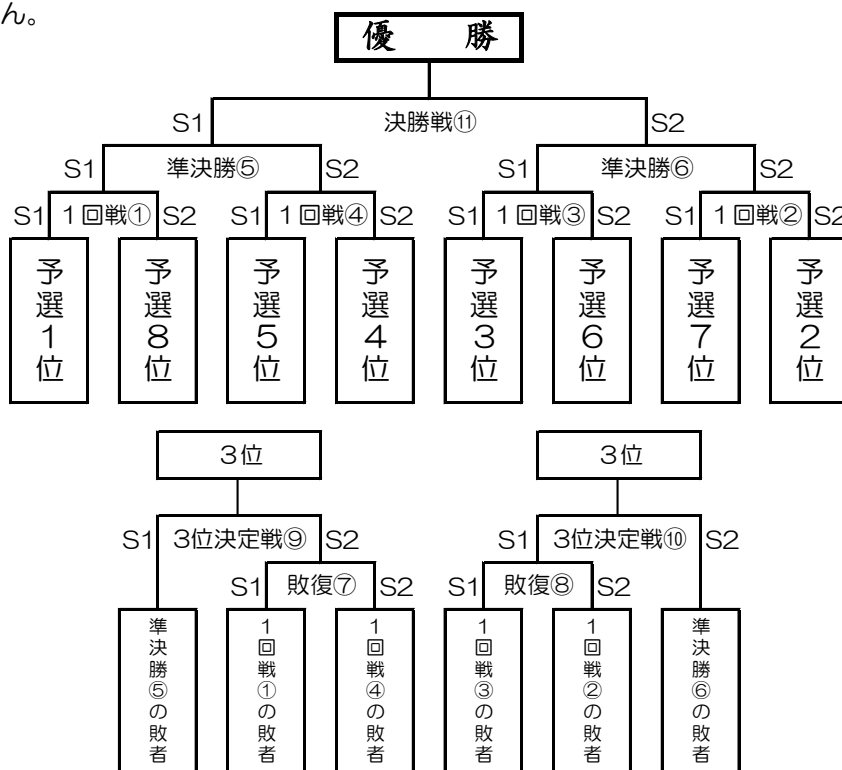 ん。
優 勝
S1 決勝戦⑪ S2
S1 準決勝⑤ S2 S1 準決勝⑥ S2
S1 1回戦① S2 S1 1回戦④ S2 S1 1回戦③ S2 S1 1回戦② S2
予選1位
予選8位
予選5位
予選4位
予選3位
予選6位
予選7位
予選2位
3位 3位
S1 3位決定戦⑨ S2 S1 3位決定戦⑩ S2
S1 敗復⑦ S2 S1 敗復⑧ S2
準決勝⑤の敗者
1回戦①の敗者
1回戦④の敗者
1回戦③の敗者
1回戦②の敗者
準決勝⑥の敗者